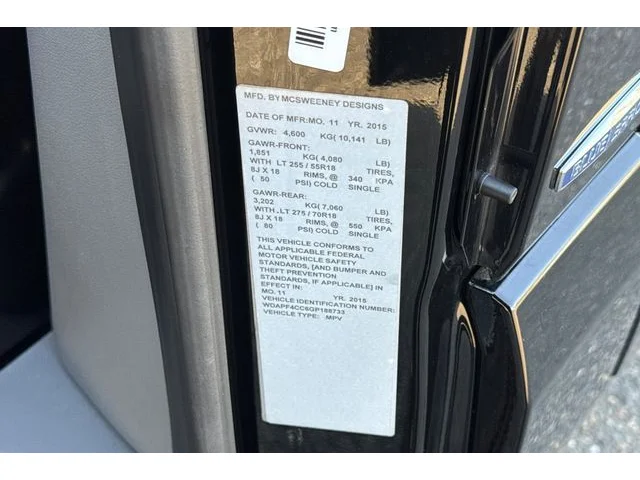 MFD. BY MCSWEENEY DESIGNS
DATE OF MFR: MO. 11 YR. 2015
GVWR: 4,600 KG( 10,141 LB)
GAWR-FRONT:
1,851 KG( 4,080 LB)
WITH LT 255 / 55R18 TIRES,
8J X 18 RIMS, @ 340 KPA
( 50 PSI) COLD SINGLE
GAWR-REAR:
3,202 KG( 7,060 LB)
WITH LT 275 / 70R18 TIRES,
8J X 18 RIMS, @ 550 KPA
( 80 PSI) COLD SINGLE
THIS VEHICLE CONFORMS TO
ALL APPLICABLE FEDERAL
MOTOR VEHICLE SAFETY
STANDARDS, [AND BUMPER AND
THEFT PREVENTION
STANDARDS, IF APPLICABLE] IN
EFFECT IN
MO. 11 YR. 2015
VEHICLE IDENTIFICATION NUMBER:
WDAPF4CC6GP188733
VEHICLE TYPE: MPV